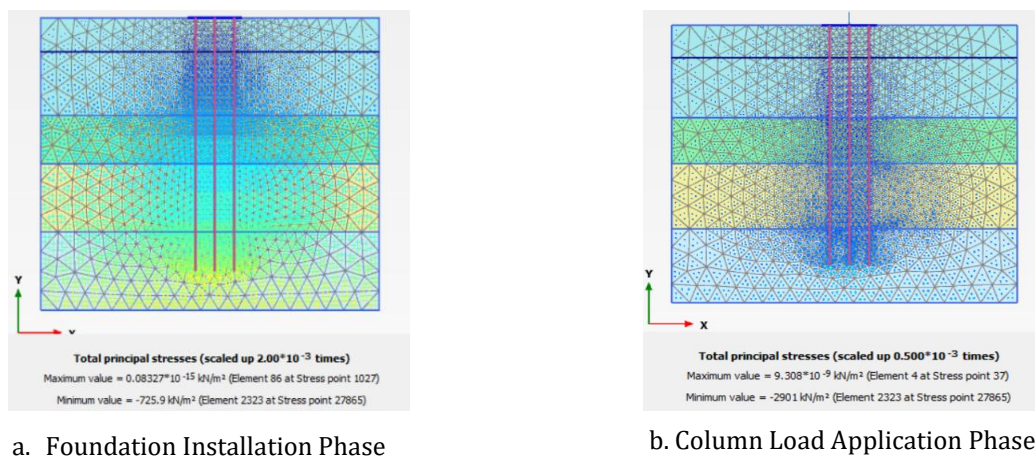 Y
X
Total principal stresses (scaled up 2.00*10 -3 times)
Maximum value = 0.08327*10 -15 kN/m² (Element 86 at Stress point 1027)
Minimum value = -725.9 kN/m² (Element 2323 at Stress point 27865)
a. Foundation Installation Phase
Y
X
Total principal stresses (scaled up 0.500*10 -3 times)
Maximum value = 9.308*10 -9 kN/m² (Element 4 at Stress point 37)
Minimum value = -2901 kN/m² (Element 2323 at Stress point 27865)
b. Column Load Application Phase